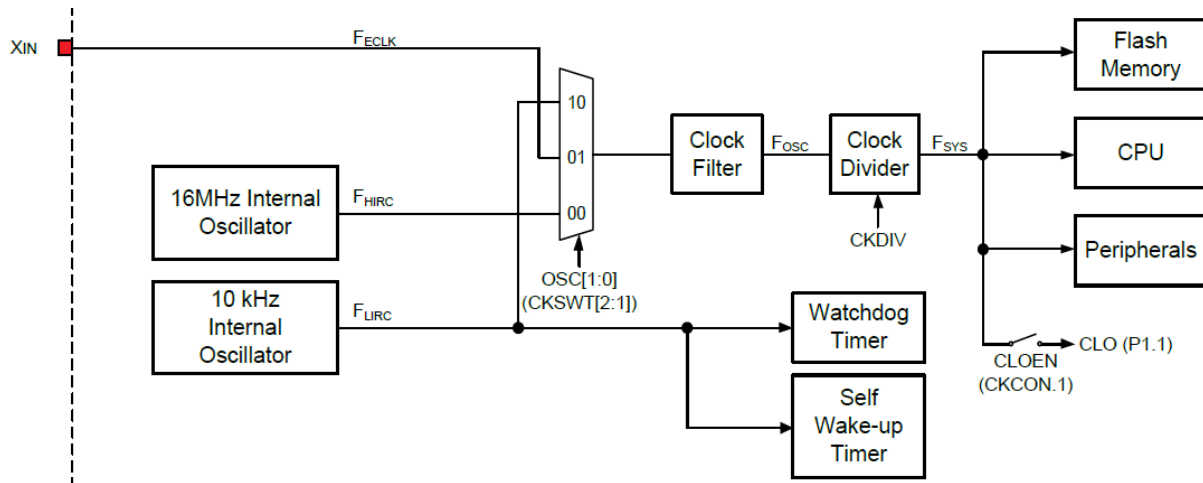 XIN
FECLK
10
01
00
Clock
Filter
FOSC
Clock
Divider
FSYS
CKDIV
Flash
Memory
CPU
Peripherals
16MHz Internal
Oscillator
FHIRC
OSC[1:0]
(CKSWT[2:1])
10 kHz
Internal
Oscillator
FLIRC
Watchdog
Timer
Self
Wake-up
Timer
CLO (P1.1)
CLOEN
(CKCON.1)